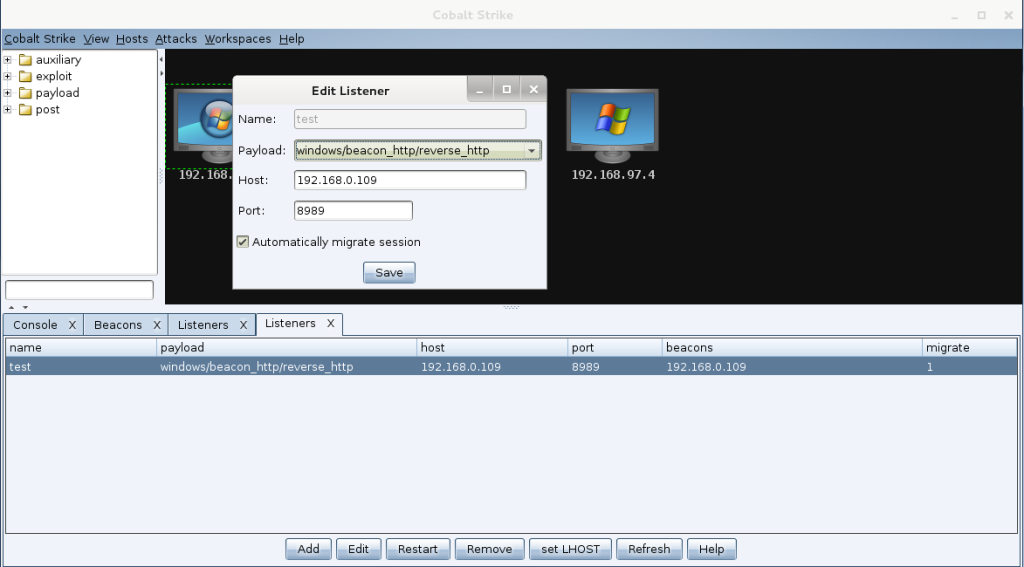 Cobalt Strike
Cobalt Strike View Hosts Attacks Workspaces Help
auxiliary
exploit
payload
post
192.168.
192.168.97.4
Edit Listener
Name: test
Payload: windows/beacon_http/reverse_http
Host: 192.168.0.109
Port: 8989
Automatically migrate session
Save
Console X Beacons X Listeners X Listeners X
name payload host port beacons migrate
test windows/beacon_http/reverse_http 192.168.0.109 8989 192.168.0.109 1
Add Edit Restart Remove set LHOST Refresh Help